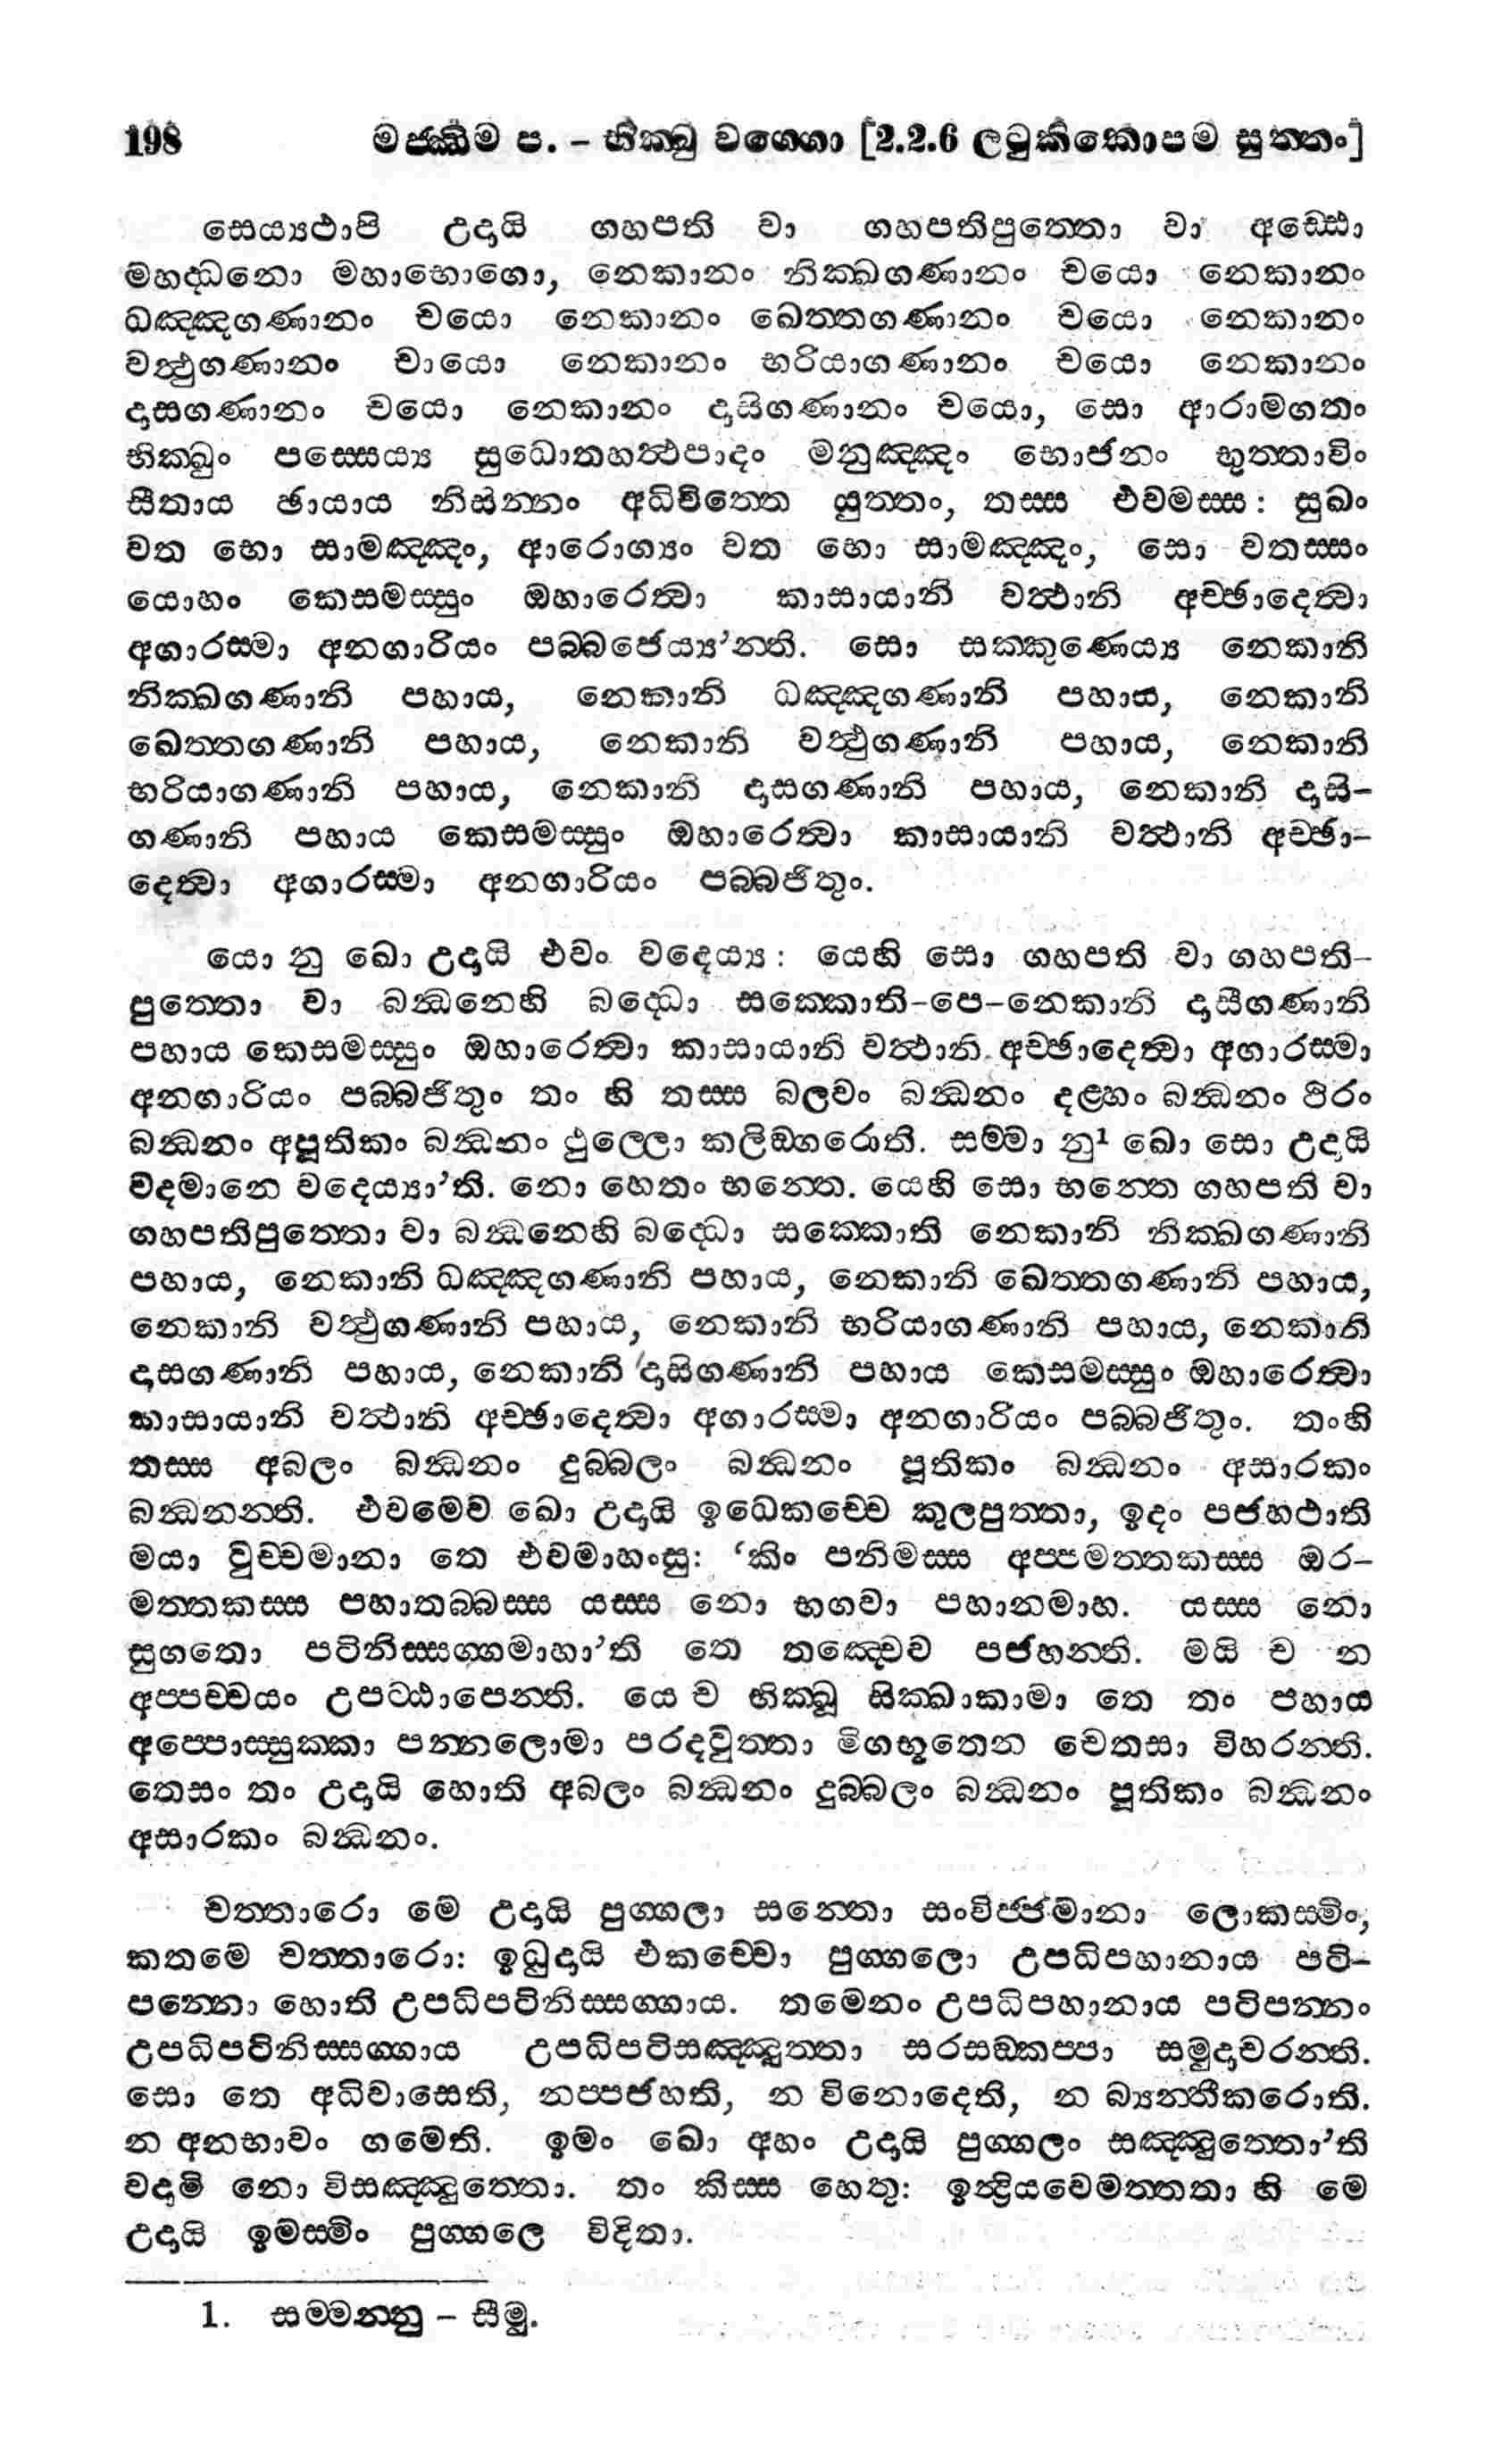 198 මජ්ඣිම ප. – භික්ඛු වග්ගො [2.2.6 ලටුකිකොපම සුත්තං]
සෙය්‍යථාපි උදායි ගහපති වා ගහපතිපුත්තො වා අඩ්ඪො
මහද්ධනො මහාභොගො, නෙකානං නික්ඛගණානං චයො නෙකානං
ධඤ්ඤගණානං චයො නෙකානං ඛෙත්තගණානං චයො නෙකානං
වත්ථුගණානං චායො නෙකානං භරියාගණානං චයො නෙකානං
දාසගණානං චයො නෙකානං දායිගණානං චයො, සො ආරාමගතං
භික්ඛුං පස්සෙය්‍ය සුධොතහත්ථපාදං මනුඤ්ඤං භොජනං භුත්තාවිං
සීතාය ඡායාය නිසින්නං අධිචිත්තෙ යුත්තං, තස්ස එවමස්ස: සුඛං
වත භො සාමඤ්ඤං, ආරොග්‍යං වත භො සාමඤ්ඤං, සො වතස්සං
යොහං කෙසමස්සුං ඔහාරෙත්වා කාසායානි වත්ථානි අච්ඡාදෙත්වා
අගාරස්මා අනගාරියං පබ්බජෙය්‍ය’න්ති. සො සක්කුණෙය්‍ය නෙකානි
නික්ඛගණානි පහාය, නෙකානි ධඤ්ඤගණානි පහාය, නෙකානි
ඛෙත්තගණානි පහාය, නෙකානි වත්ථුගණානි පහාය, නෙකානි
භරියාගණානි පහාය, නෙකානි දාසගණානි පහාය, නෙකානි දාසි–
ගණානි පහාය කෙසමස්සුං ඔහාරෙත්වා කාසායානි වත්ථානි අච්ඡා–
දෙත්වා අගාරස්මා අනගාරියං පබ්බජිතුං.
යො නු ඛො උදායි එවං වදෙය්‍ය: යෙහි සො ගහපති වා ගහපති–
පුත්තො වා බන්ධනෙහි බද්ධො සක්කොති–පෙ–නෙකානි දාසීගණානි
පහාය කෙසමස්සුං ඔහාරෙත්වා කාසායානි වත්ථානි අච්ඡාදෙත්වා අගාරස්මා
අනගාරියං පබ්බජිතුං තං හි තස්ස බලවං බන්ධනං දළ්හං බන්ධනං ථිරං
බන්ධනං අපූතිකං බන්ධනං ථුල්ලො කලිඞ්ගරොති. සම්මා නු¹ ඛො සො උදායි
වදමානෙ වදෙය්‍යා’ති. නො හෙතං භන්තෙ. යෙහි සො භන්තෙ ගහපති වා
ගහපතිපුත්තො වා බන්ධනෙහි බද්ධො සක්කොති නෙකානි නික්ඛගණානි
පහාය, නෙකානි ධඤ්ඤගණානි පහාය, නෙකානි ඛෙත්තගණානි පහාය,
නෙකානි වත්ථුගණානි පහාය, නෙකානි භරියාගණානි පහාය, නෙකානි
දාසගණානි පහාය, නෙකානි දාසිගණානි පහාය කෙසමස්සුං ඔහාරෙත්වා
කාසායානි වත්ථානි අච්ඡාදෙත්වා අගාරස්මා අනගාරියං පබ්බජිතුං. තංහි
තස්ස අබලං බන්ධනං දුබ්බලං බන්ධනං පූතිකං බන්ධනං අසාරකං
බන්ධනන්ති. එවමෙව ඛො උදායි ඉධෙකච්චෙ කුලපුත්තා, ඉදං පජහථාති
මයා වුච්චමානා තෙ එවමාහංසු: ‘කිං පනිමස්ස අප්පමත්තකස්ස ඔර–
මත්තකස්ස පහාතබ්බස්ස යස්ස නො භගවා පහානමාහ. යස්ස නො
සුගතො පටිනිස්සග්ගමාහා’ති තෙ තඤ්චෙව පජහන්ති. මයි ච න
අප්පච්චයං උපට්ඨාපෙන්ති. යෙ ච භික්ඛූ සික්ඛාකාමා තෙ තං පහාය
අප්පොස්සුක්කා පන්නලොමා පරදවුත්තා මිගභූතෙන චෙතසා විහරන්ති.
තෙසං තං උදායි හොති අබලං බන්ධනං දුබ්බලං බන්ධනං පූතිකං බන්ධනං
අසාරකං බන්ධනං.
චත්තාරො මෙ උදායි පුග්ගලා සන්තො සංවිජ්ජමානා ලොකස්මිං,
කතමෙ චත්තාරො: ඉධුදායි එකච්චො පුග්ගලො උපධිපහානාය පටි–
පන්නො හොති උපධිපටිනිස්සග්ගාය. තමෙනං උපධිපහානාය පටිපන්නං
උපධිපටිනිස්සග්ගාය උපධිපටිසඤ්ඤුත්තා සරසඞ්කප්පා සමුදාචරන්ති.
සො තෙ අධිවාසෙති, නප්පජහති, න විනොදෙති, න බ්‍යන්තීකරොති.
න අනභාවං ගමෙති. ඉමං ඛො අහං උදායි පුග්ගලං සඤ්ඤුත්තො’ති
වදාමි නො විසඤ්ඤුත්තො. තං කිස්ස හෙතු: ඉන්ද්‍රියවෙමත්තතා හි මෙ
උදායි ඉමස්මිං පුග්ගලෙ විදිතා.
1. සම්මන්නු – සීමු.